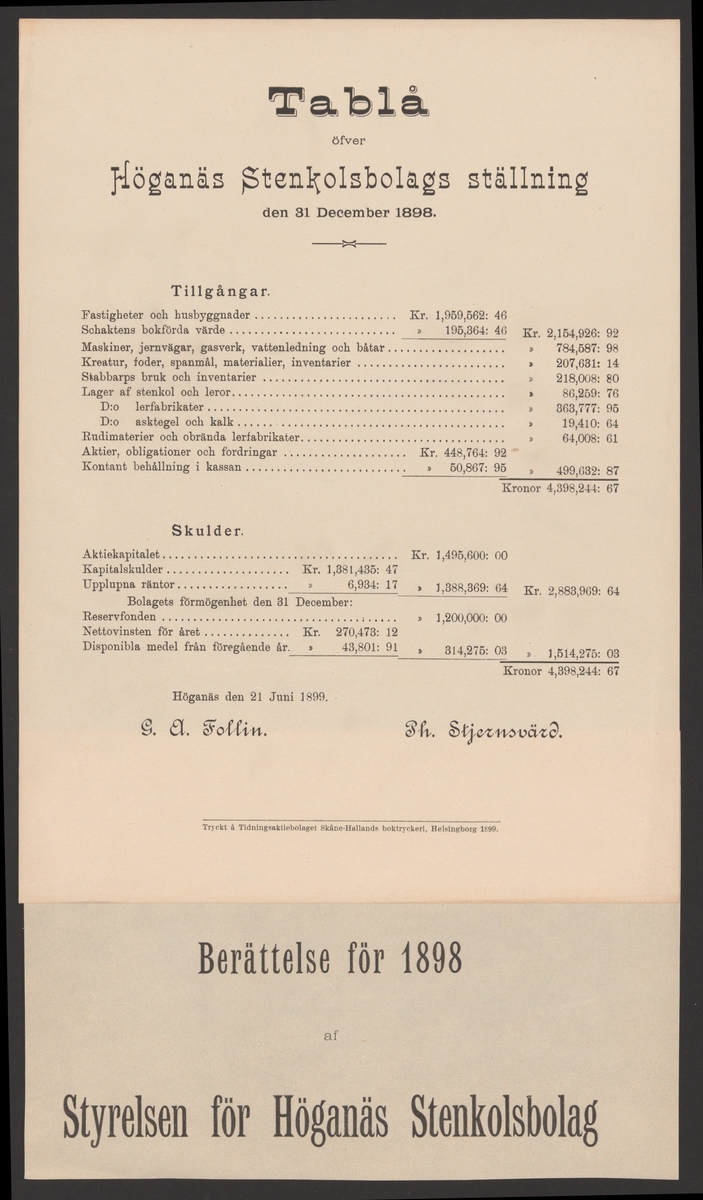 Tablå
öfver
Höganäs Stenkolsbolags ställning
den 31 December 1898.
Tillgångar.
Fastigheter och husbyggnader ...................... Kr. 1,959,562: 46
Schaktens bokförda värde .......................... » 195,364: 46 Kr. 2,154,926: 92
Maskiner, jernvägar, gasverk, vattenledning och båtar ................... » 784,587: 98
Kreatur, foder, spanmål, materialier, inventarier ....................... » 207,631: 14
Stabbarps bruk och inventarier ...................................... » 218,008: 80
Lager af stenkol och leror ........................................... » 86,259: 76
D:o lerfabrikater ............................................... » 363,777: 95
D:o asktegel och kalk .......................................... » 19,410: 64
Rudimaterier och obrända lerfabrikater ................................. » 64,008: 61
Aktier, obligationer och fordringar .................... Kr. 448,764: 92
Kontant behållning i kassan .......................... » 50,867: 95 » 499,632: 87
Kronor 4,398,244: 67
Skulder.
Aktiekapitalet ..................................... Kr. 1,495,600: 00
Kapitalskulder .................... Kr. 1,381,435: 47
Upplupna räntor .................. » 6,934: 17 » 1,388,369: 64 Kr. 2,883,969: 64
Bolagets förmögenhet den 31 December:
Reservfonden ..................................... » 1,200,000: 00
Nettovinsten för året .............. Kr. 270,473: 12
Disponibla medel från föregående år. » 43,801: 91 » 314,275: 03 » 1,514,275: 03
Kronor 4,398,244: 67
Höganäs den 21 Juni 1899.
G. A. Follin. Ph. Stjernsvärd.
Tryckt å Tidningsaktiebolaget Skåne-Hallands boktryckeri, Helsingborg 1899.
Berättelse för 1898
af
Styrelsen för Höganäs Stenkolsbolag